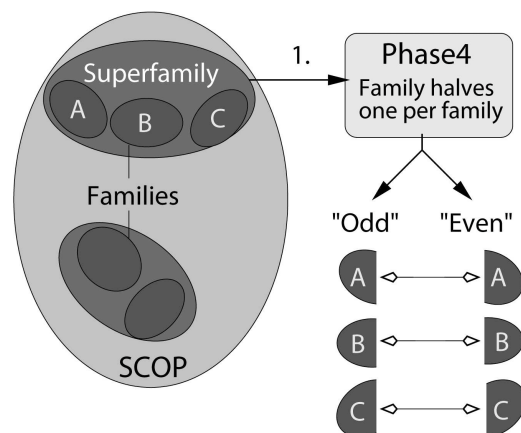 Superfamily
A
B
C
Families
SCOP
1.
Phase4
Family halves
one per family
"Odd" "Even"
A A
B B
C C